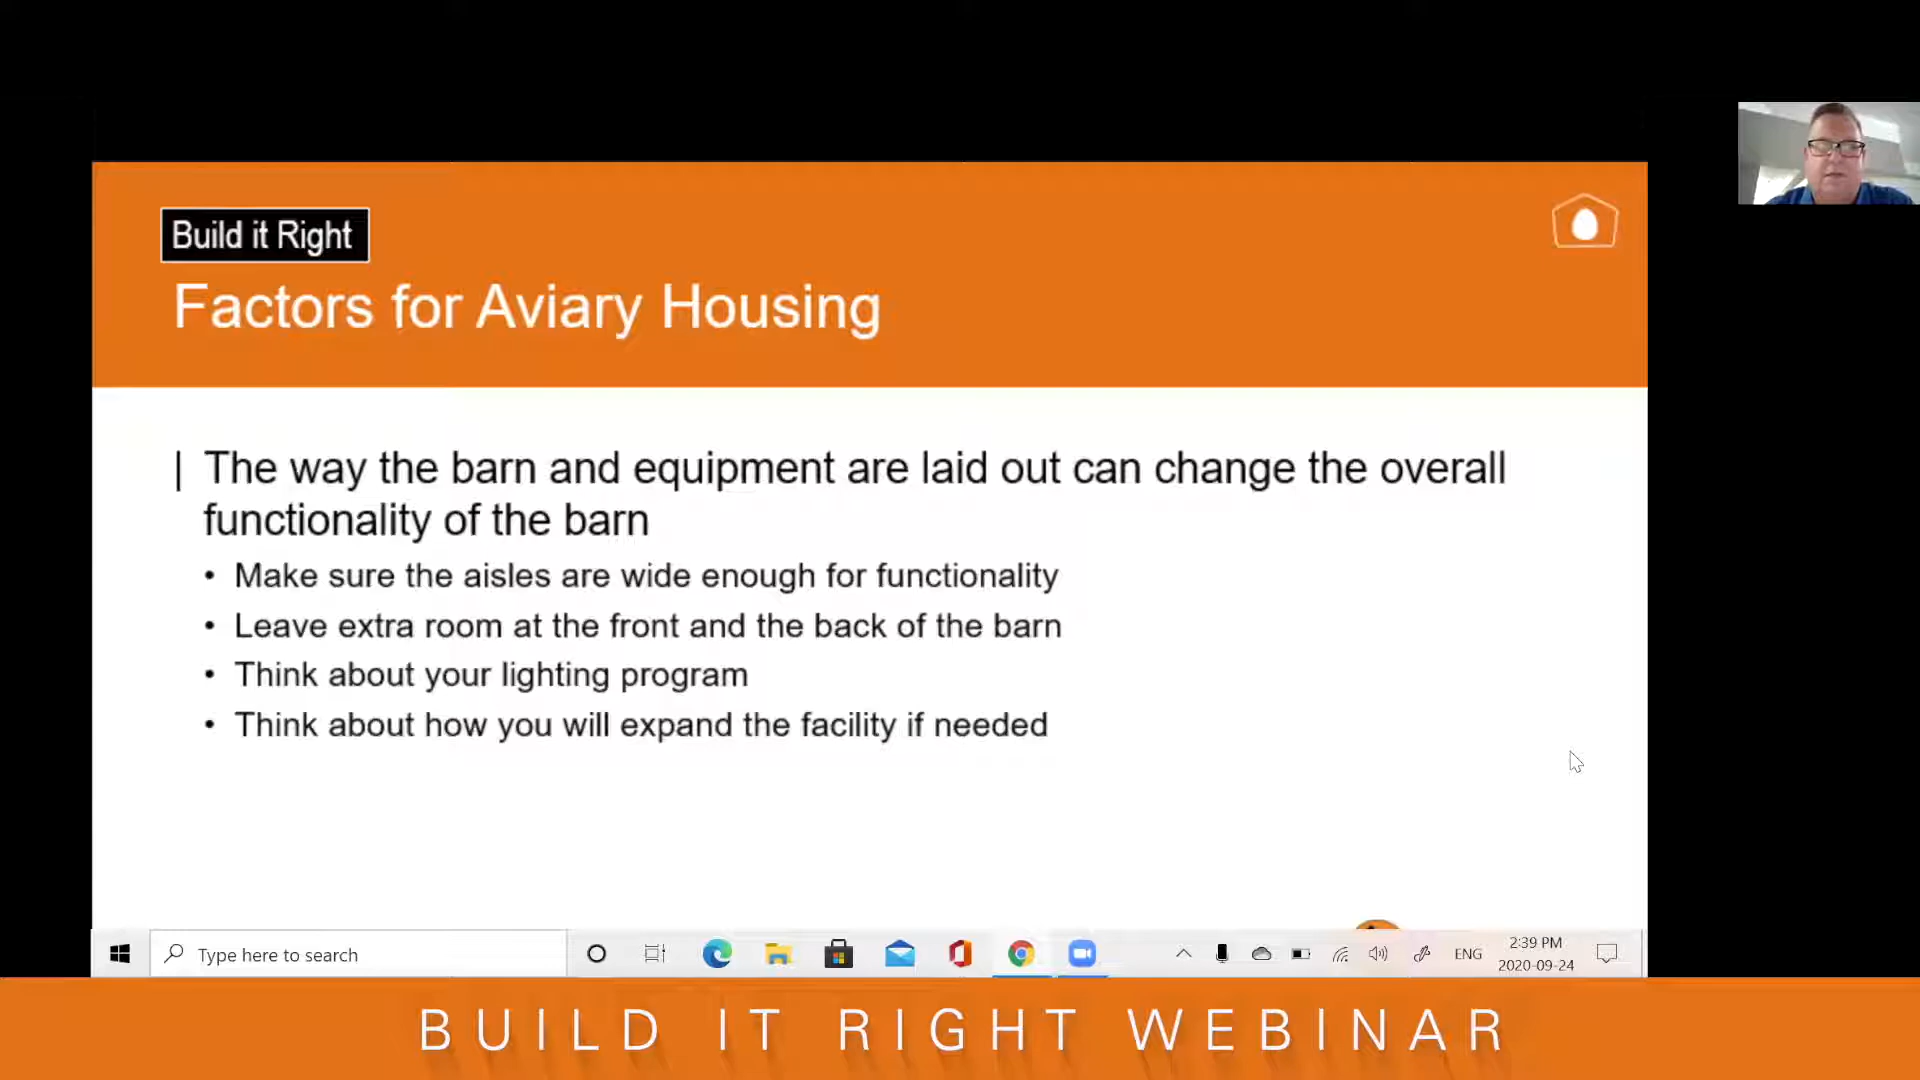 Build it Right
Factors for Aviary Housing
| The way the barn and equipment are laid out can change the overall
functionality of the barn
• Make sure the aisles are wide enough for functionality
• Leave extra room at the front and the back of the barn
• Think about your lighting program
• Think about how you will expand the facility if needed
Type here to search
ENG
2:39 PM
2020-09-24
BUILD IT RIGHT WEBINAR